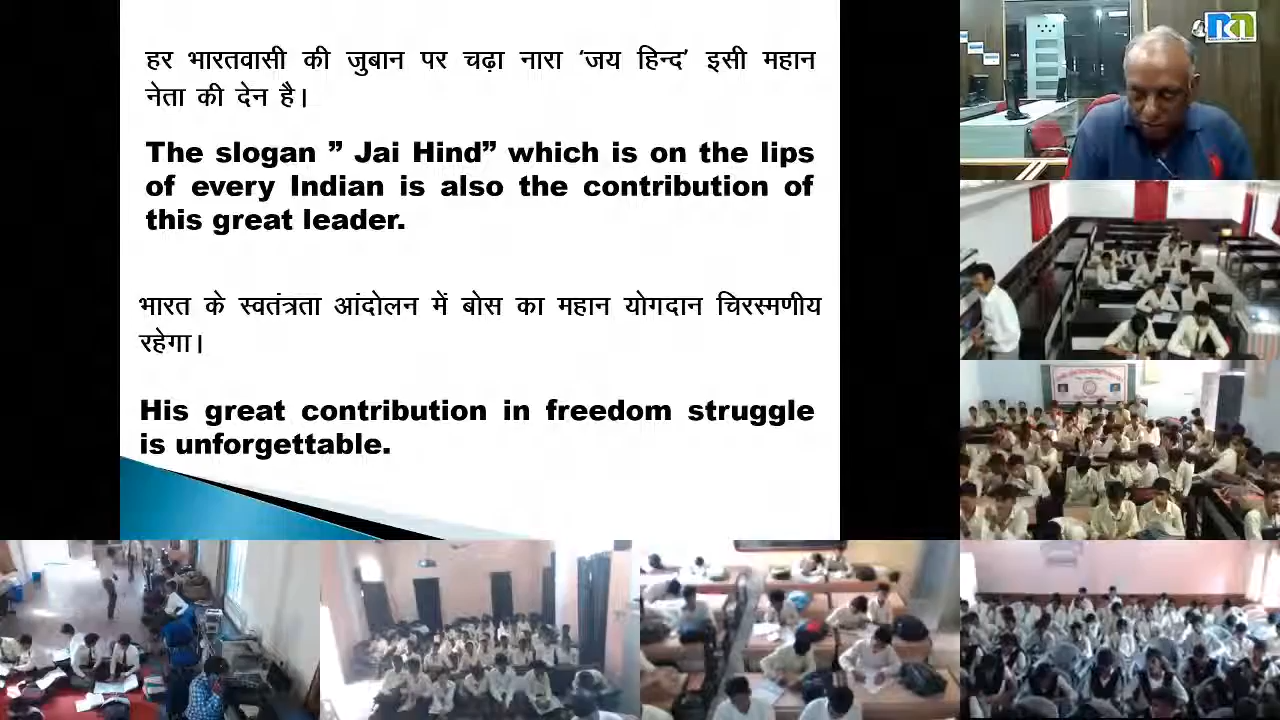 हर भारतवासी की जुबान पर चढ़ा नारा ‘जय हिन्द’ इसी महान
नेता की देन है।
The slogan ” Jai Hind” which is on the lips
of every Indian is also the contribution of
this great leader.
भारत के स्वतंत्रता आंदोलन में बोस का महान योगदान चिरस्मणीय
रहेगा।
His great contribution in freedom struggle
is unforgettable.